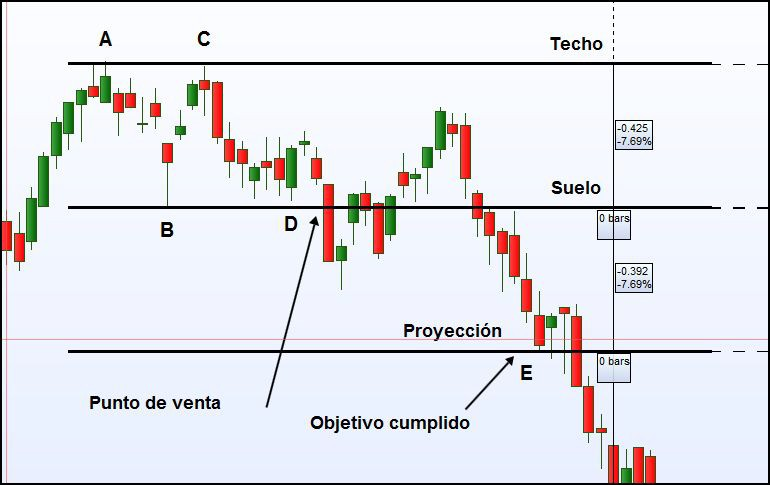 A
C
Techo
-0.425
-7.69%
Suelo
0 bars
B
D
-0.392
-7.69%
Proyección
0 bars
E
Punto de venta
Objetivo cumplido